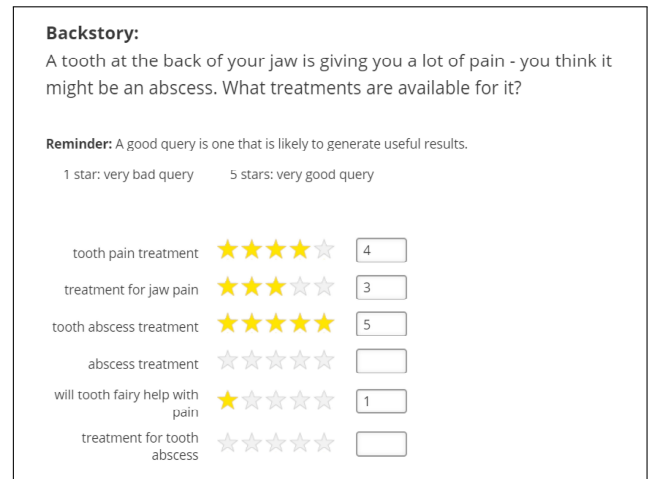 Backstory:
A tooth at the back of your jaw is giving you a lot of pain - you think it
might be an abscess. What treatments are available for it?
Reminder: A good query is one that is likely to generate useful results.
1 star: very bad query 5 stars: very good query
tooth pain treatment 4
treatment for jaw pain 3
tooth abscess treatment 5
abscess treatment
will tooth fairy help with
pain 1
treatment for tooth
abscess